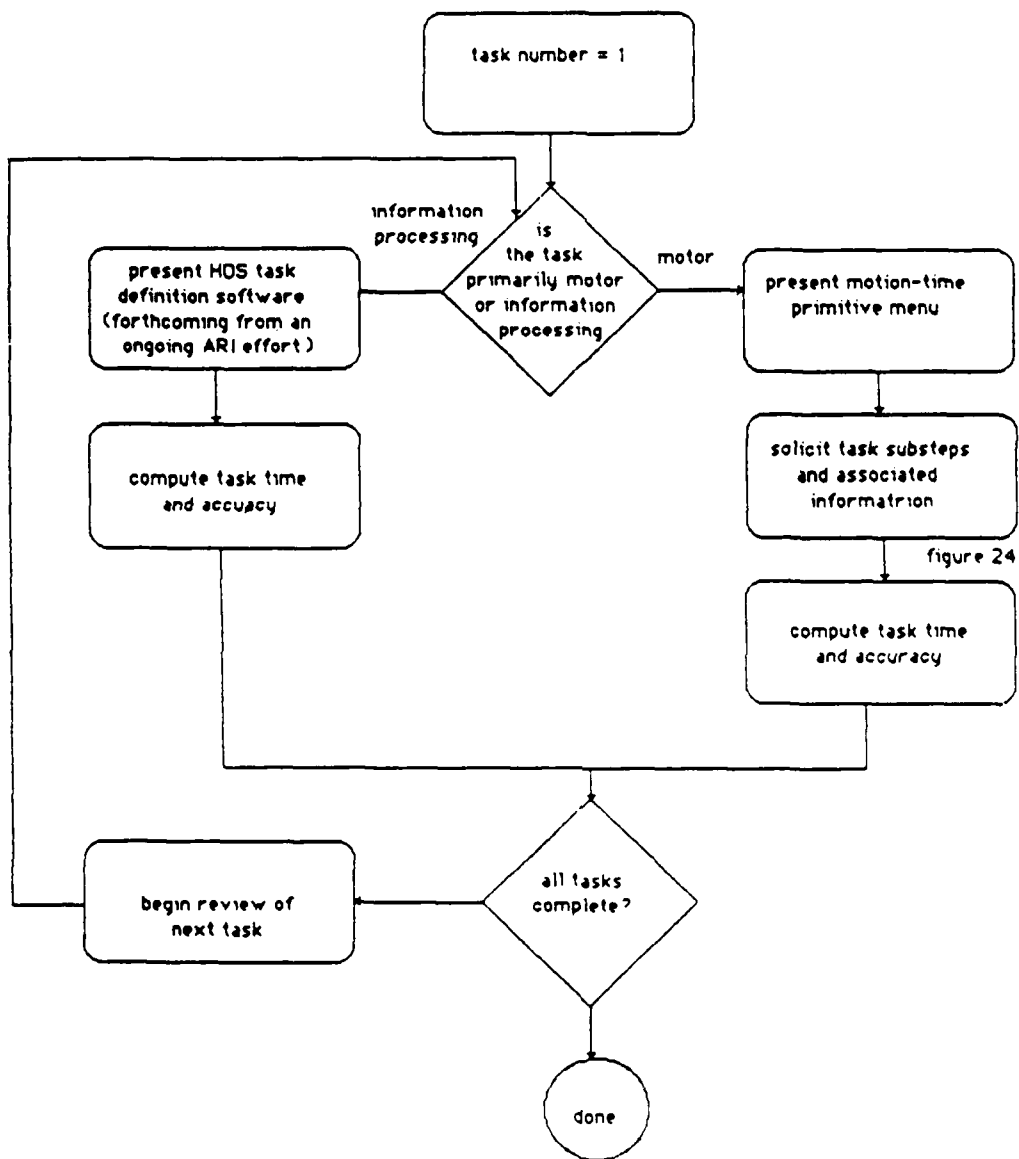 task number = 1
information
processing
is
the task
primarily motor
or information
processing
motor
present HOS task
definition software
(forthcoming from an
ongoing ARI effort)
present motion-time
primitive menu
compute task time
and accuacy
solicit task substeps
and associated
informatrion
figure 24
compute task time
and accuracy
all tasks
complete?
begin review of
next task
done